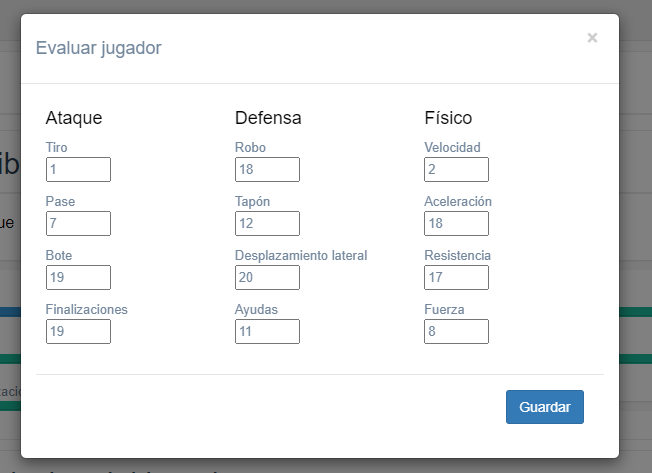 Evaluar jugador
×
Ataque
Tiro
1
Pase
7
Bote
19
Finalizaciones
19
Defensa
Robo
18
Tapón
12
Desplazamiento lateral
20
Ayudas
11
Físico
Velocidad
2
Aceleración
18
Resistencia
17
Fuerza
8
Guardar